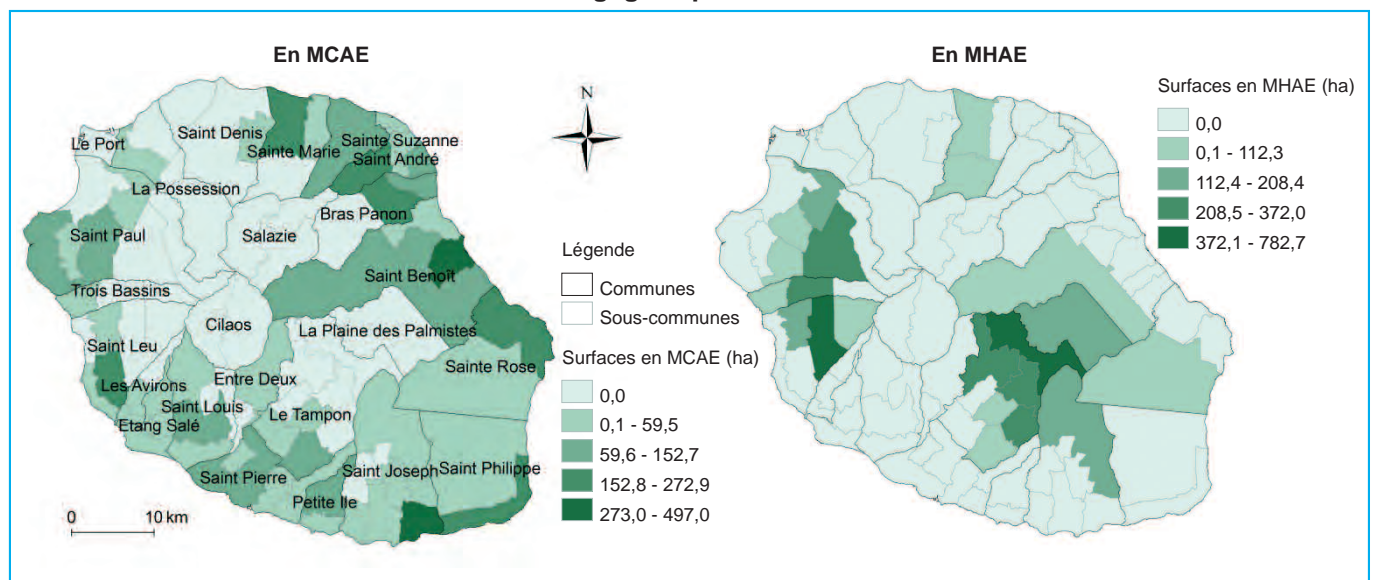 En MCAE
En MHAE
N
Saint Denis
Le Port
Sainte Marie
Sainte Suzanne
Saint André
La Possession
Bras Panon
Saint Paul
Salazie
Saint Benoît
Trois Bassins
Cilaos
La Plaine des Palmistes
Saint Leu
Sainte Rose
Les Avirons
Entre Deux
Saint Louis
Le Tampon
Etang Salé
Saint Pierre
Saint Joseph
Saint Philippe
Petite Ile
0 10 km
Légende
Communes
Sous-communes
Surfaces en MCAE (ha)
0,0
0,1 - 59,5
59,6 - 152,7
152,8 - 272,9
273,0 - 497,0
Surfaces en MHAE (ha)
0,0
0,1 - 112,3
112,4 - 208,4
208,5 - 372,0
372,1 - 782,7